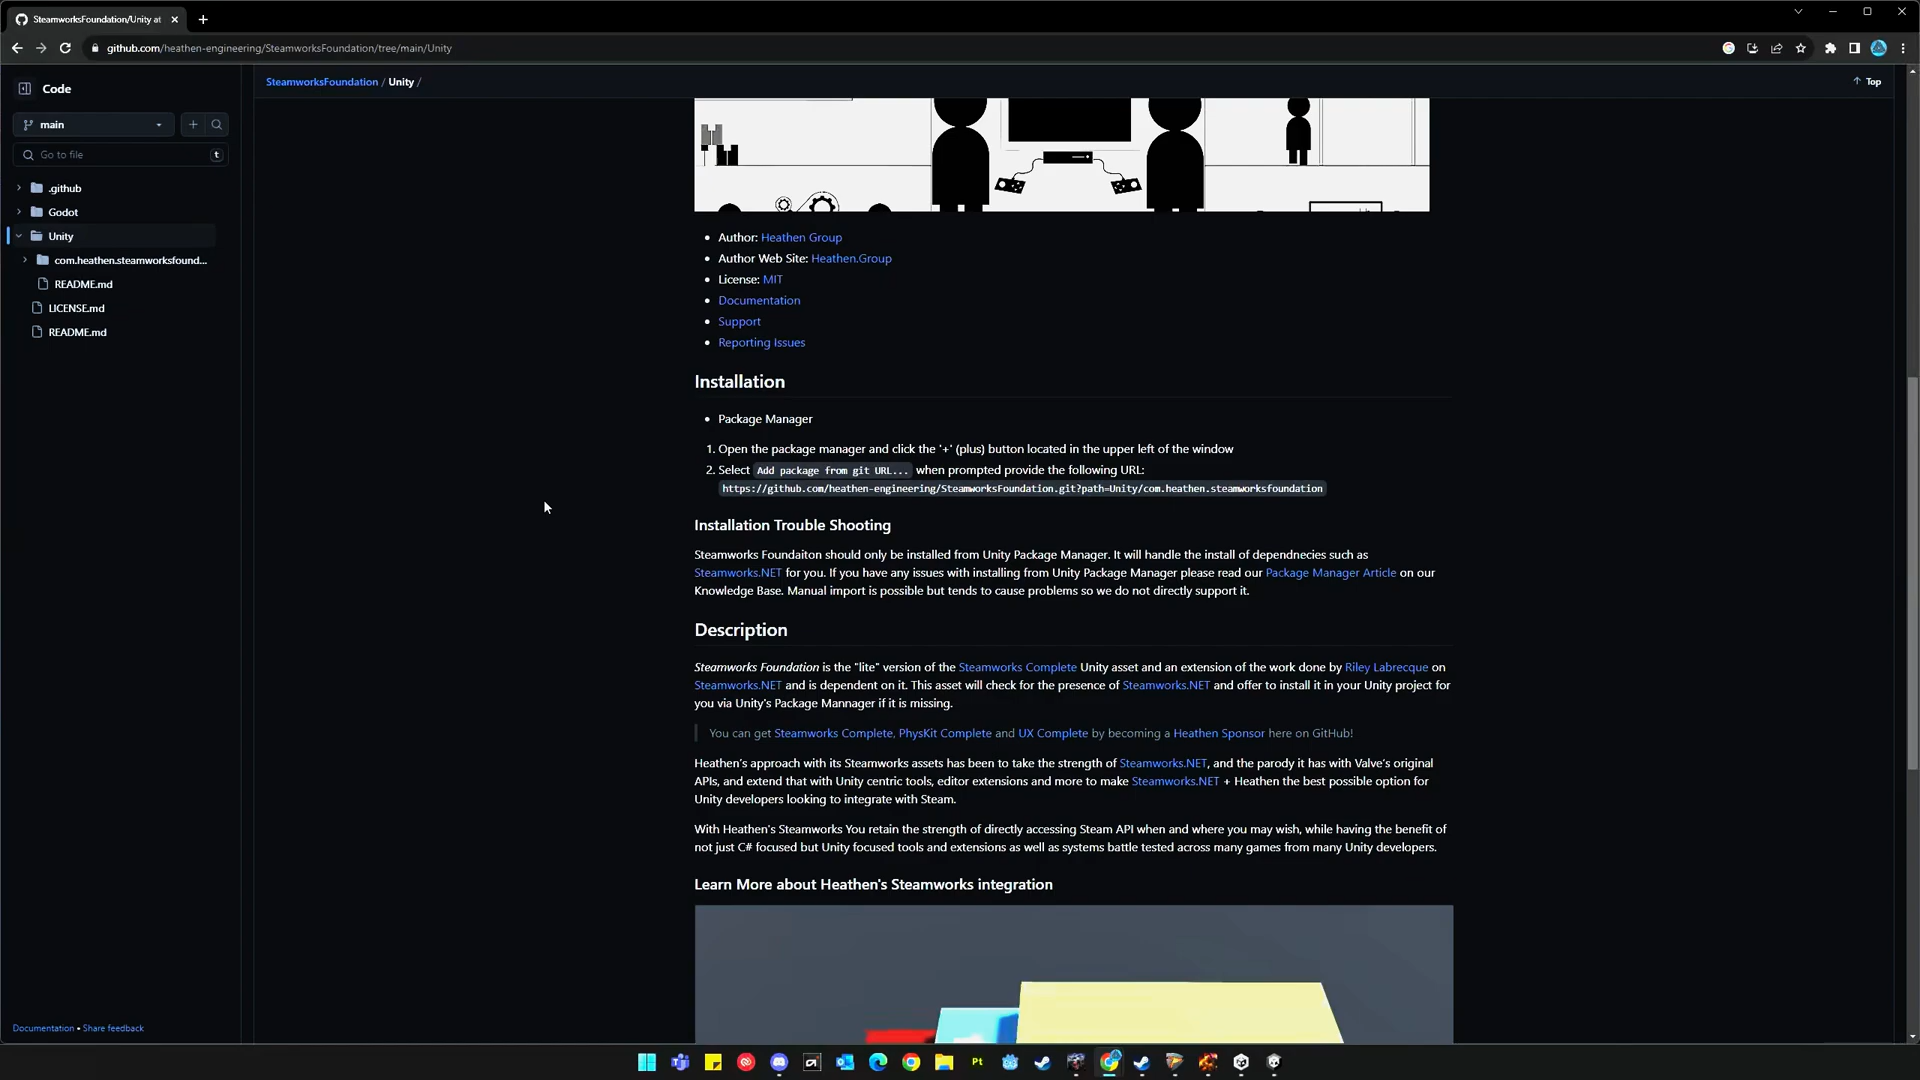 SteamworksFoundation/Unity at
github.com/heathen-engineering/SteamworksFoundation/tree/main/Unity
Code
SteamworksFoundation / Unity /
Top
main
Go to file
t
.github
Godot
Unity
com.heathen.steamworksfound...
README.md
LICENSE.md
README.md
Author: Heathen Group
Author Web Site: Heathen.Group
License: MIT
Documentation
Support
Reporting Issues
Installation
Package Manager
1. Open the package manager and click the '+' (plus) button located in the upper left of the window
2. Select Add package from git URL... when prompted provide the following URL:
https://github.com/heathen-engineering/SteamworksFoundation.git?path=Unity/com.heathen.steamworksfoundation
Installation Trouble Shooting
Steamworks Foundaiton should only be installed from Unity Package Manager. It will handle the install of dependnecies such as
Steamworks.NET for you. If you have any issues with installing from Unity Package Manager please read our Package Manager Article on our
Knowledge Base. Manual import is possible but tends to cause problems so we do not directly support it.
Description
Steamworks Foundation is the "lite" version of the Steamworks Complete Unity asset and an extension of the work done by Riley Labrecque on
Steamworks.NET and is dependent on it. This asset will check for the presence of Steamworks.NET and offer to install it in your Unity project for
you via Unity's Package Mannager if it is missing.
You can get Steamworks Complete, PhysKit Complete and UX Complete by becoming a Heathen Sponsor here on GitHub!
Heathen's approach with its Steamworks assets has been to take the strength of Steamworks.NET, and the parody it has with Valve's original
APIs, and extend that with Unity centric tools, editor extensions and more to make Steamworks.NET + Heathen the best possible option for
Unity developers looking to integrate with Steam.
With Heathen's Steamworks You retain the strength of directly accessing Steam API when and where you may wish, while having the benefit of
not just C# focused but Unity focused tools and extensions as well as systems battle tested across many games from many Unity developers.
Learn More about Heathen's Steamworks integration
Documentation • Share feedback
Pt